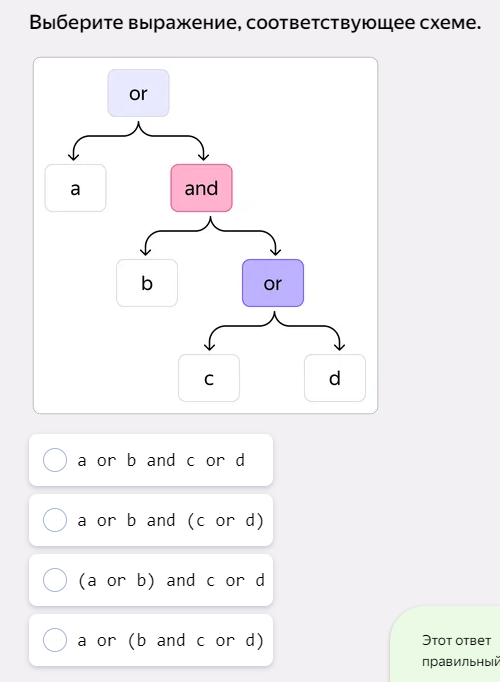 Выберите выражение, соответствующее схеме.
or
a and
b or
c d
a or b and c or d
a or b and (c or d)
(a or b) and c or d
a or (b and c or d)
Этот ответ
правильный